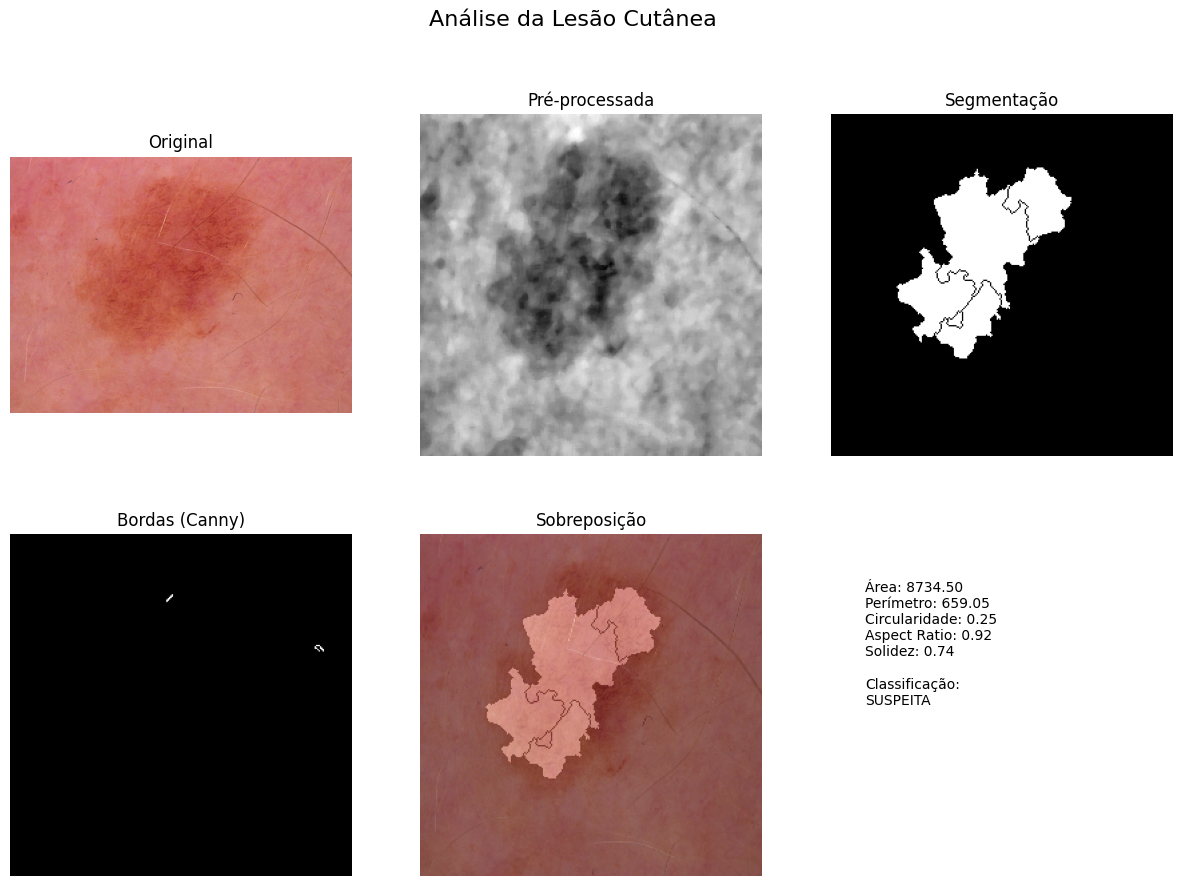 Análise da Lesão Cutânea
Original
Pré-processada
Segmentação
Bordas (Canny)
Sobreposição
Área: 8734.50
Perímetro: 659.05
Circularidade: 0.25
Aspect Ratio: 0.92
Solidez: 0.74
Classificação:
SUSPEITA